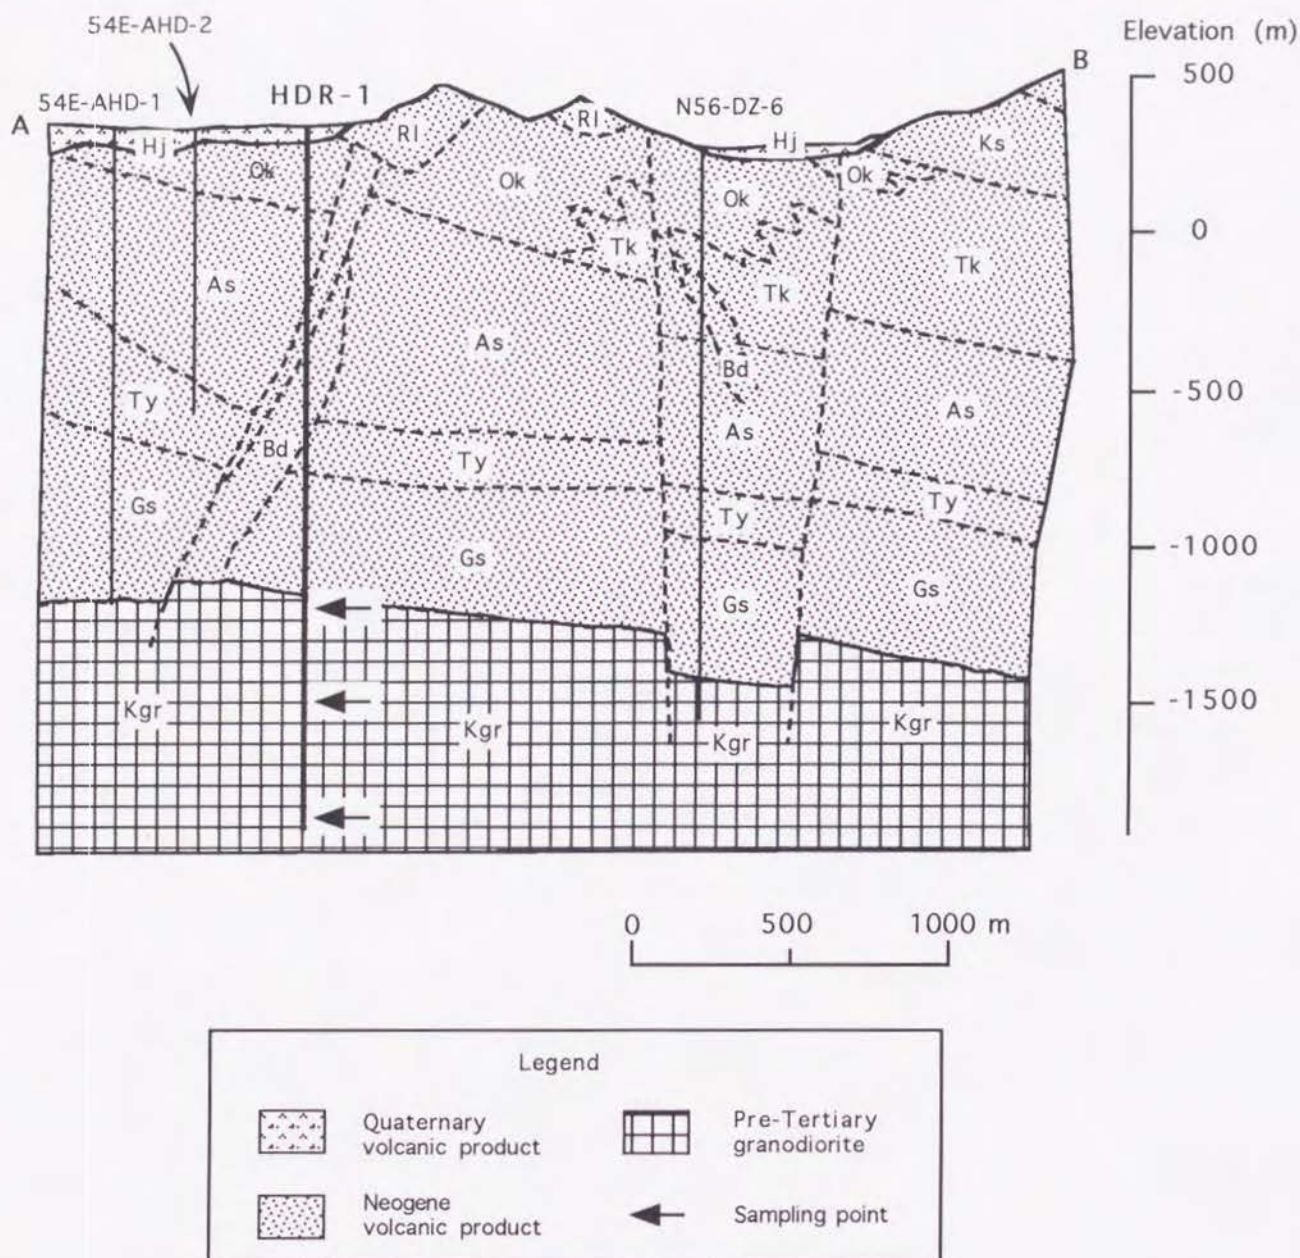 54E-AHD-2
Elevation (m)
B
500
54E-AHD-1
HDR-1
N56-DZ-6
A
Hj
Rl
Rl
Hj
Ks
Ok
Ok
Ok
Ok
0
Tk
Tk
Tk
As
As
Bd
-500
Ty
As
As
Bd
Ty
Ty
Ty
Gs
-1000
Gs
Gs
Gs
-1500
Kgr
Kgr
Kgr
Kgr
0 500 1000 m
Legend
Quaternary
volcanic product
Pre-Tertiary
granodiorite
Neogene
volcanic product
Sampling point